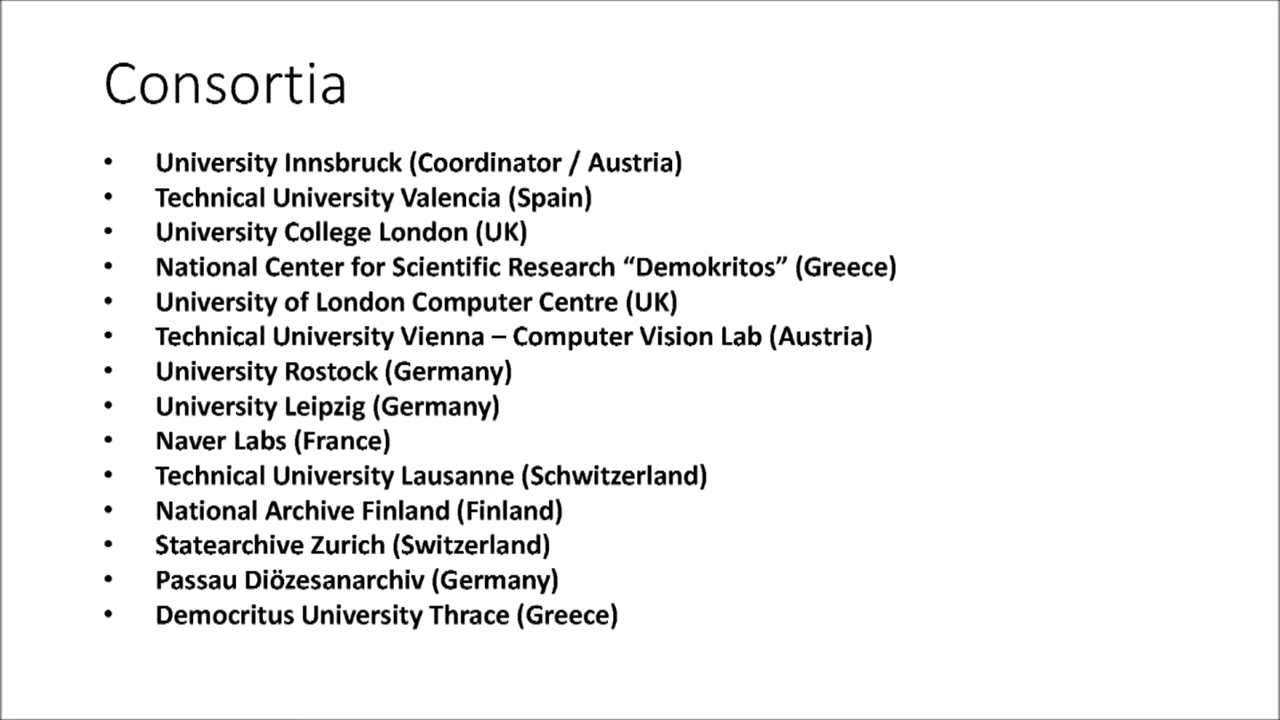 Consortia
• University Innsbruck (Coordinator / Austria)
• Technical University Valencia (Spain)
• University College London (UK)
• National Center for Scientific Research “Demokritos” (Greece)
• University of London Computer Centre (UK)
• Technical University Vienna – Computer Vision Lab (Austria)
• University Rostock (Germany)
• University Leipzig (Germany)
• Naver Labs (France)
• Technical University Lausanne (Schwitzerland)
• National Archive Finland (Finland)
• Statearchive Zurich (Switzerland)
• Passau Diözesanarchiv (Germany)
• Democritus University Thrace (Greece)